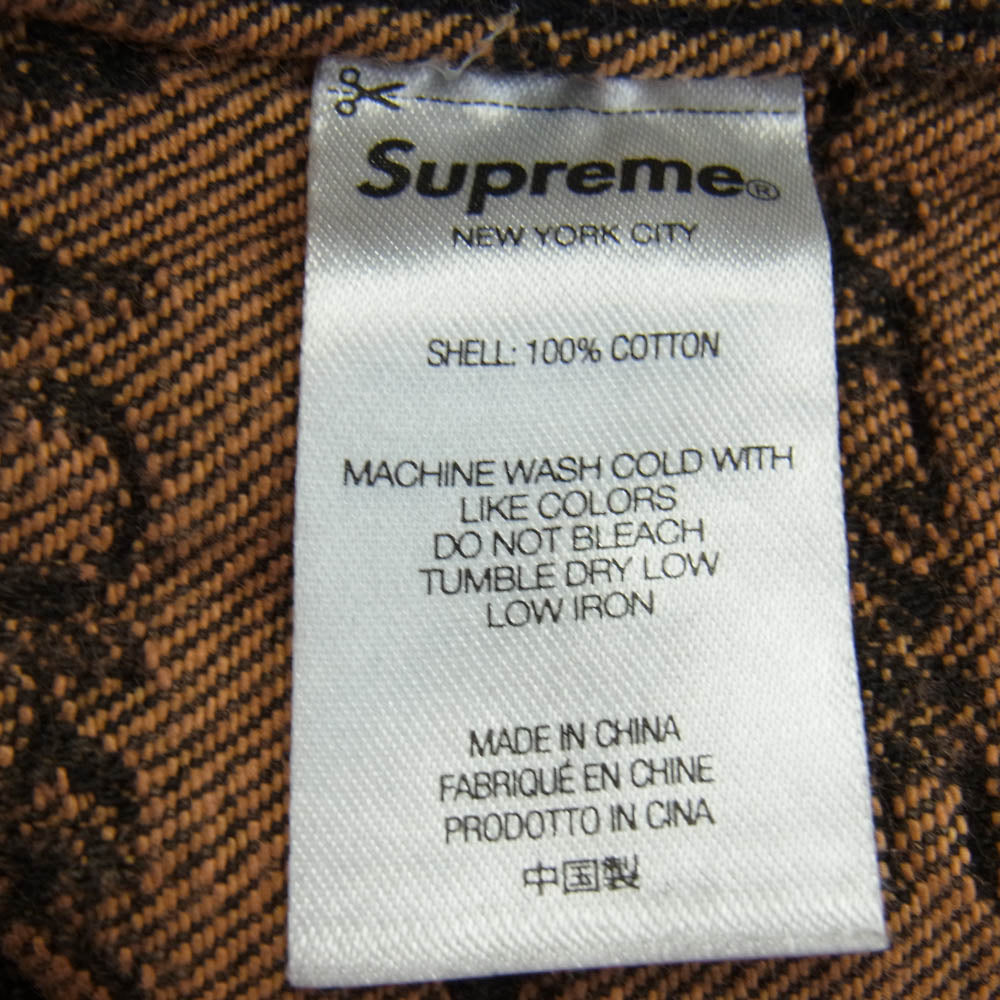 Supreme®
NEW YORK CITY
SHELL: 100% COTTON
MACHINE WASH COLD WITH
LIKE COLORS
DO NOT BLEACH
TUMBLE DRY LOW
LOW IRON
MADE IN CHINA
FABRIQUÉ EN CHINE
PRODOTTO IN CINA
中国製